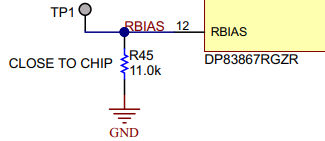 TP1
RBIAS 12 RBIAS
R45
CLOSE TO CHIP 11.0k
DP83867RGZR
GND